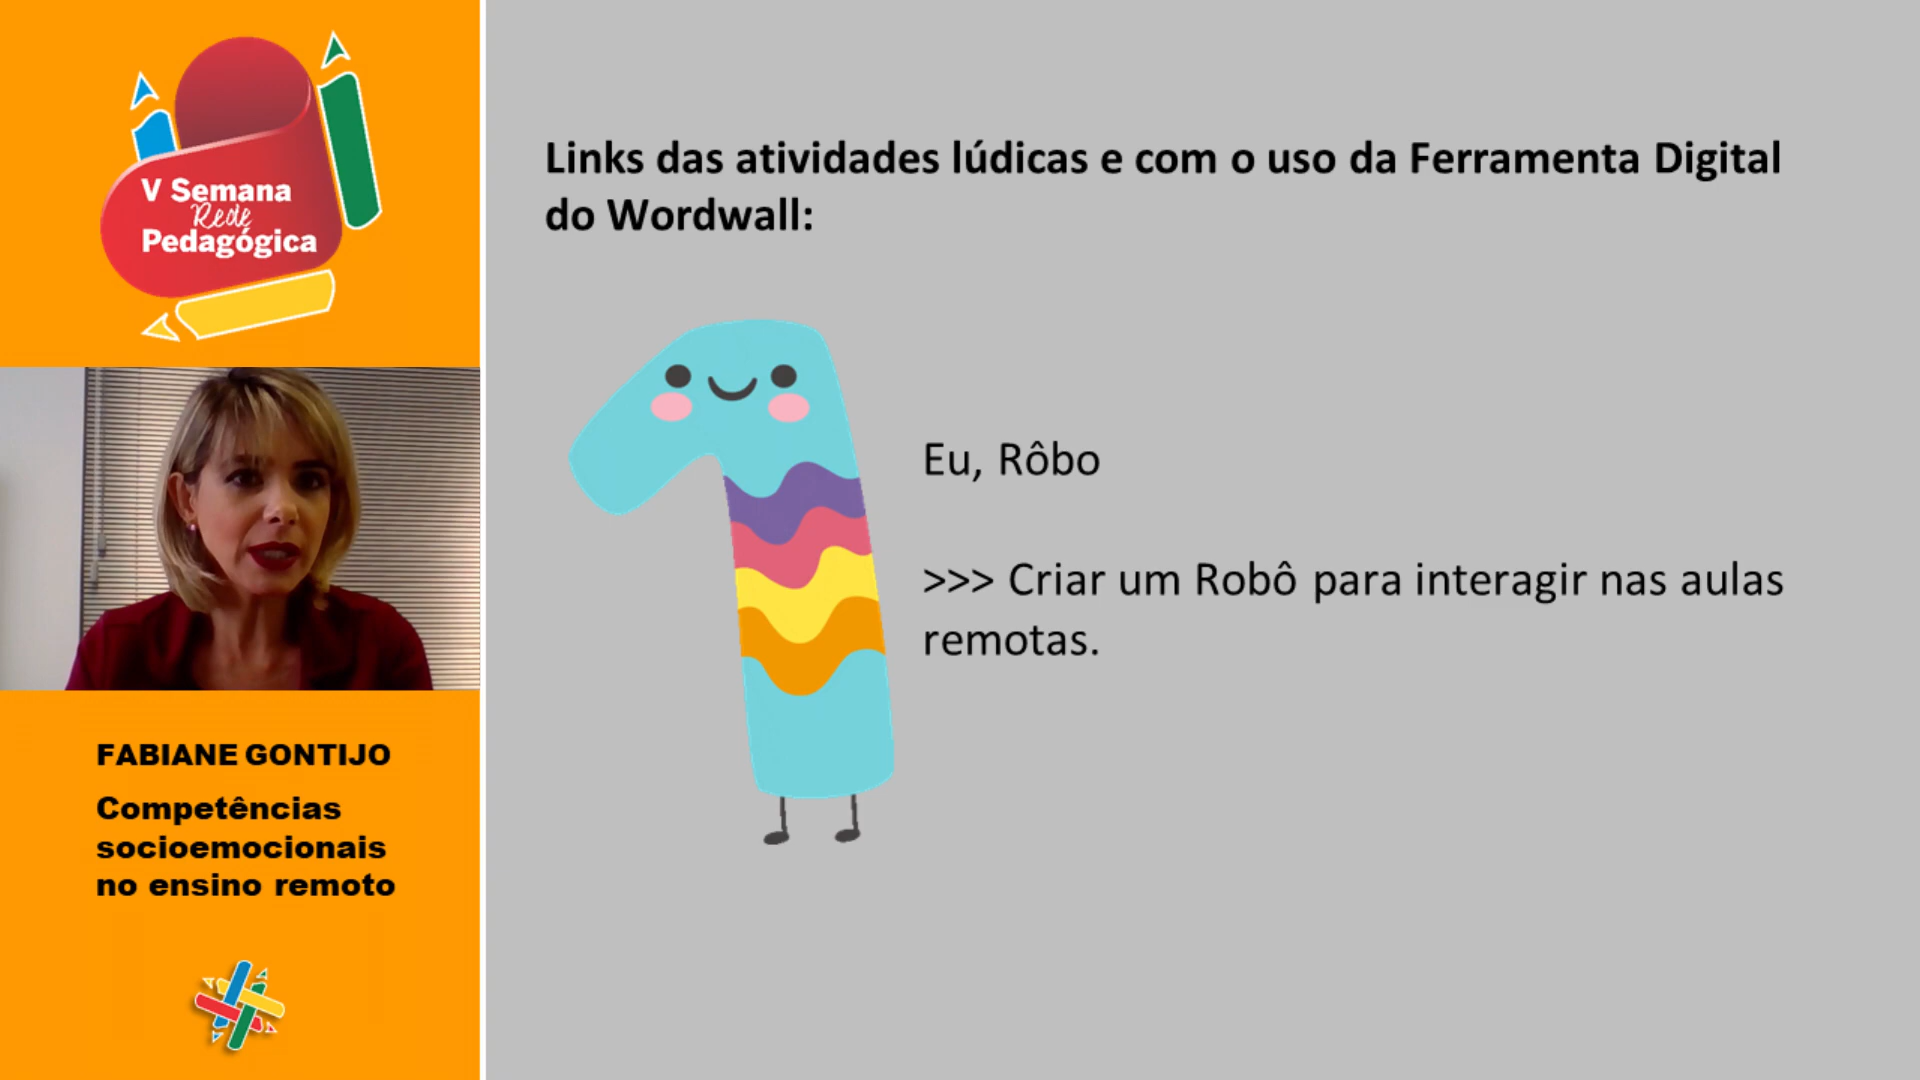 V Semana
Rede
Pedagógica
FABIANE GONTIJO
Competências
socioemocionais
no ensino remoto
Links das atividades lúdicas e com o uso da Ferramenta Digital
do Wordwall:
Eu, Rôbo
>>> Criar um Robô para interagir nas aulas
remotas.